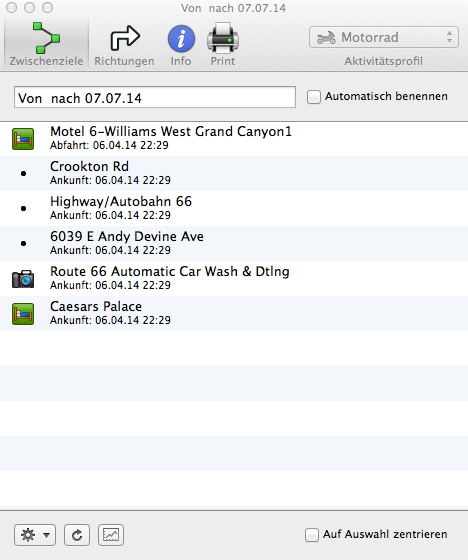 Von nach 07.07.14
Zwischenziele
Richtungen
Info
Print
Motorrad
Aktivitätsprofil
Von nach 07.07.14
Automatisch benennen
Motel 6-Williams West Grand Canyon1
Abfahrt: 06.04.14 22:29
Crookton Rd
Ankunft: 06.04.14 22:29
Highway/Autobahn 66
Ankunft: 06.04.14 22:29
6039 E Andy Devine Ave
Ankunft: 06.04.14 22:29
Route 66 Automatic Car Wash & Dtlng
Ankunft: 06.04.14 22:29
Caesars Palace
Ankunft: 06.04.14 22:29
Auf Auswahl zentrieren